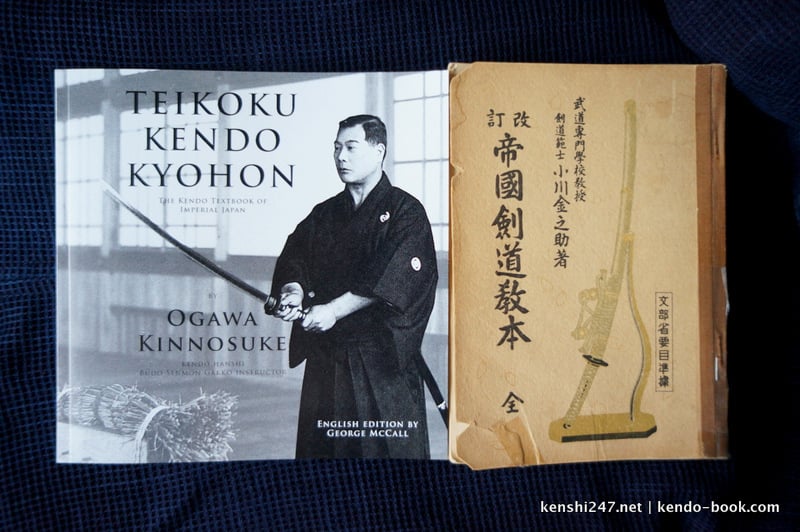 TEIKOKU
KENDO
KYOHON
THE KENDO TEXTBOOK OF
IMPERIAL JAPAN
BY
OGAWA
KINNOSUKE
KENDO HANSHI
BUDO SENMON GAKKO INSTRUCTOR
ENGLISH EDITION BY
GEORGE MCCALL
武道専門學校教授
劍道範士 小川金之助著
改訂
帝國劍道教本
全
文部省要目準據
kenshi247.net | kendo-book.com